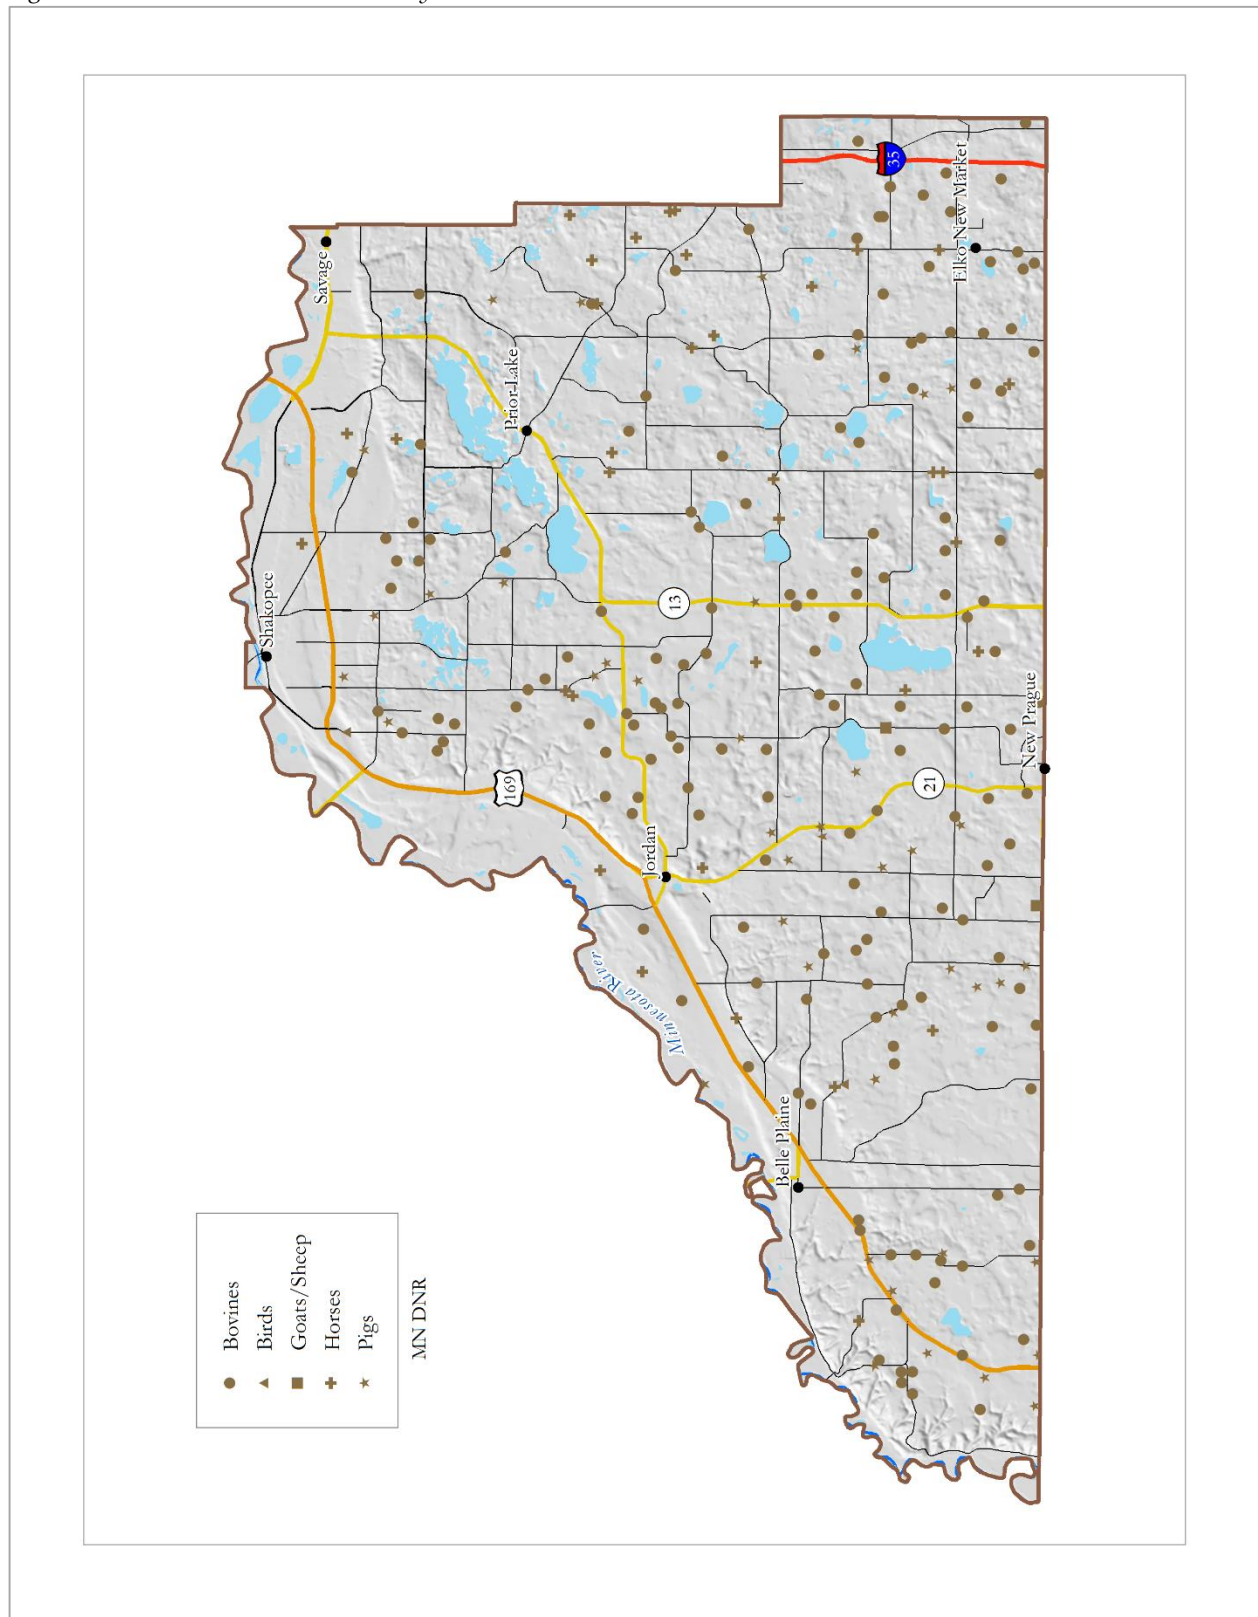 Savage
Shakopee
Prior Lake
35
Elko New Market
13
169
Jordan
21
New Prague
Minnesota River
Belle Plaine
Bovines
Birds
Goats/Sheep
Horses
Pigs
MN DNR